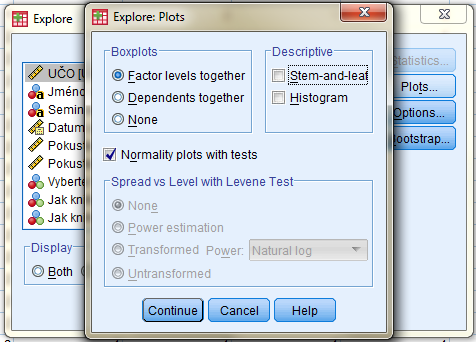 Explore
Explore: Plots
UČO [U
Jméno
Semin
Datum
Pokus
Pokus
Vyberte
Jak kn
Jak kn
Display
Both
Statistics...
Plots...
Options...
Bootstrap...
Boxplots
Factor levels together
Dependents together
None
Descriptive
Stem-and-leaf
Histogram
Normality plots with tests
Spread vs Level with Levene Test
None
Power estimation
Transformed Power: Natural log
Untransformed
Continue Cancel Help